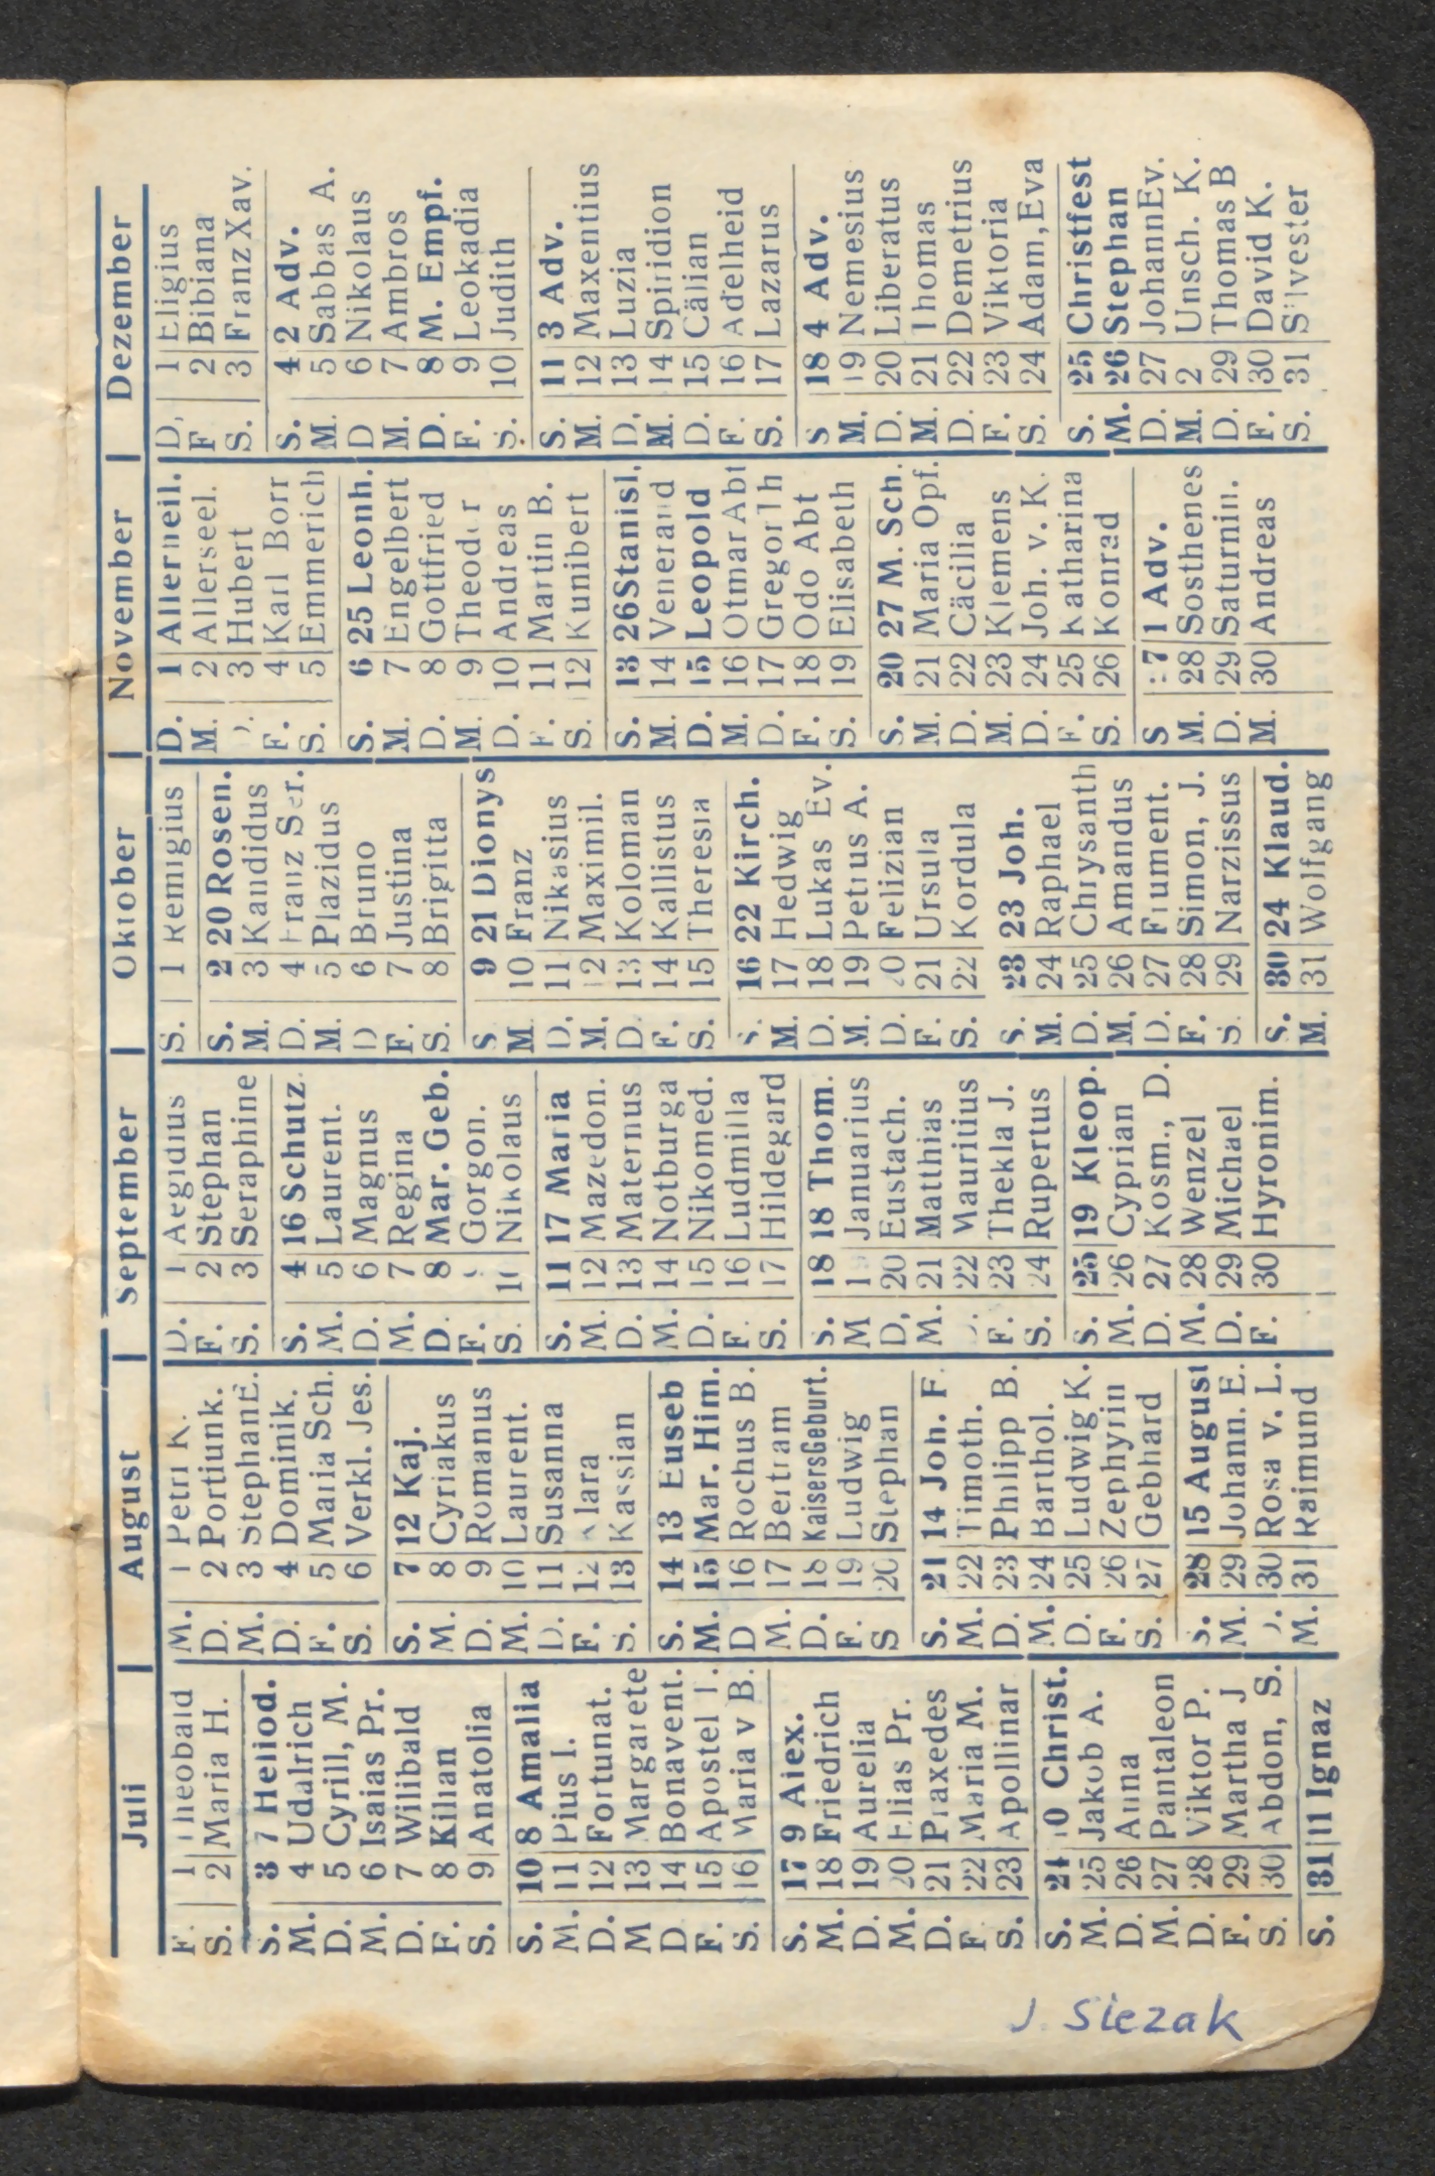 Juli
F. 1 Theobald
S. 2 Maria H.
S. 3 7 Heliod.
M. 4 Udalrich
D. 5 Cyrill, M.
M. 6 Isaias Pr.
D. 7 Wilibald
F. 8 Kilian
S. 9 Anatolia
S. 10 8 Amalia
M. 11 Pius I.
D. 12 Fortunat.
M 13 Margarete
D 14 Bonavent.
F. 15 Apostel T.
S. 16 Maria v B.
S. 17 9 Alex.
M. 18 Friedrich
D. 19 Aurelia
M. 20 Elias Pr.
D. 21 Praxedes
F. 22 Maria M.
S. 23 Apollinar
S. 24 10 Christ.
M. 25 Jakob A.
D. 26 Anna
M. 27 Pantaleon
D. 28 Viktor P.
F. 29 Martha J
S. 30 Abdon, S.
S. 31 11 Ignaz
August
M. 1 Petri K.
D. 2 Portiunk.
M. 3 Stephan E.
D. 4 Dominik.
F. 5 Maria Sch.
S. 6 Verkl. Jes.
S. 7 12 Kaj.
M. 8 Cyriakus
D. 9 Romanus
M. 10 Laurent.
D. 11 Susanna
F. 12 Klara
S. 13 Kassian
S. 14 13 Euseb
M. 15 Mar. Him.
D 16 Rochus B.
M. 17 Bertram
D. 18 KaisersGeburt.
F. 19 Ludwig
S 20 Stephan
S. 21 14 Joh. F.
M. 22 Timoth.
D. 23 Philipp B.
M. 24 Barthol.
D. 25 Ludwig K.
F. 26 Zephyrin
S. 27 Gebhard
S. 28 15 August
M. 29 Johann. E.
D. 30 Rosa v. L.
M. 31 Raimund
September
D. 1 Aegidius
F. 2 Stephan
S. 3 Seraphine
S. 4 16 Schutz.
M. 5 Laurent.
D. 6 Magnus
M. 7 Regina
D. 8 Mar. Geb.
F. Gorgon.
S. 10 Nikolaus
S. 11 17 Maria
M. 12 Mazedon.
D. 13 Maternus
M. 14 Notburga
D. 15 Nikomed.
F. 16 Ludmilla
S. 17 Hildegard
S. 18 18 Thom.
M 1 Januarius
D, 20 Eustach.
M. 21 Matthias
D. 22 Mauritius
F. 23 Thekla J.
S. 24 Rupertus
S. 25 19 Kleop.
M. 26 Cyprian
D. 27 Kosm., D.
M. 28 Wenzel
D. 29 Michael
F. 30 Hyronim.
Oktober
S. 1 Remigius
S. 2 20 Rosen.
M. 3 Kandidus
D. 4 Franz Ser.
M. 5 Plazidus
D 6 Bruno
F. 7 Justina
S. 8 Brigitta
S 9 21 Dionys
M 10 Franz
D. 11 Nikasius
M. 12 Maximil.
D. 13 Koloman
F. 14 Kallistus
S. 15 Theresia
S. 16 22 Kirch.
M. 17 Hedwig
D. 18 Lukas Ev.
M. 19 Petrus A.
D. 20 Felizian
F. 21 Ursula
S. 22 Kordula
S. 23 23 Joh.
M. 24 Raphael
D. 25 Chrysanth
M, 26 Amandus
D. 27 Frument.
F. 28 Simon, J.
S 29 Narzissus
S. 30 24 Klaud.
M. 31 Wolfgang
November
D. 1 Allerheil.
M. 2 Allerseel.
D. 3 Hubert
F. 4 Karl Borr
S. 5 Emmerich
S. 6 25 Leonh.
M. 7 Engelbert
D. 8 Gottfried
M. 9 Theodor
D. 10 Andreas
F. 11 Martin B.
S. 12 Kunibert
S. 13 26 Stanisl.
M. 14 Venerand
D. 15 Leopold
M. 16 Otmar Abt
D. 17 Gregor Th
F. 18 Odo Abt
S. 19 Elisabeth
S. 20 27 M. Sch.
M. 21 Maria Opf.
D. 22 Cäcilia
M. 23 Klemens
D. 24 Joh. v. K.
F. 25 Katharina
S. 26 Konrad
S 27 1 Adv.
M. 28 Sosthenes
D. 29 Saturnin.
M. 30 Andreas
Dezember
D, 1 Eligius
F 2 Bibiana
S. 3 Franz Xav.
S. 4 2 Adv.
M. 5 Sabbas A.
D 6 Nikolaus
M. 7 Ambros
D. 8 M. Empf.
F. 9 Leokadia
S. 10 Judith
S. 11 3 Adv.
M. 12 Maxentius
D, 13 Luzia
M. 14 Spiridion
D. 15 Cälian
F. 16 Adelheid
S. 17 Lazarus
S 18 4 Adv.
M. 19 Nemesius
D. 20 Liberatus
M. 21 Thomas
D. 22 Demetrius
F. 23 Viktoria
S. 24 Adam, Eva
S. 25 Christfest
M. 26 Stephan
D. 27 Johann Ev.
M. 2 Unsch. K.
D. 29 Thomas B
F. 30 David K.
S. 31 Silvester
J. Slezak